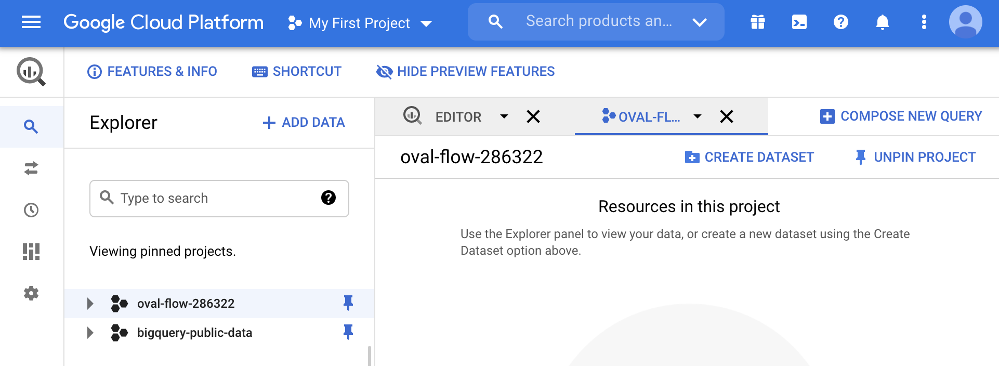 Google Cloud Platform
My First Project
Search products an...
FEATURES & INFO
SHORTCUT
HIDE PREVIEW FEATURES
Explorer
ADD DATA
EDITOR
OVAL-FL...
COMPOSE NEW QUERY
oval-flow-286322
CREATE DATASET
UNPIN PROJECT
Type to search
Resources in this project
Use the Explorer panel to view your data, or create a new dataset using the Create
Dataset option above.
Viewing pinned projects.
oval-flow-286322
bigquery-public-data